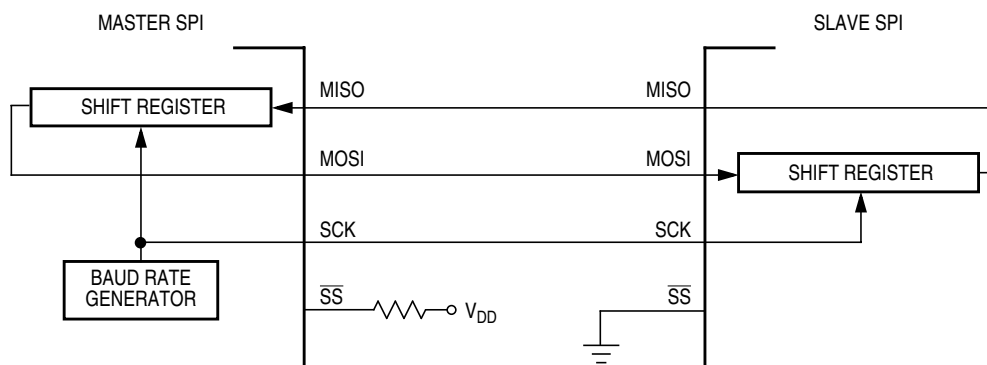 MASTER SPI
SLAVE SPI
SHIFT REGISTER
MISO
MISO
MOSI
MOSI
SHIFT REGISTER
SCK
SCK
BAUD RATE
GENERATOR
SS
VDD
SS